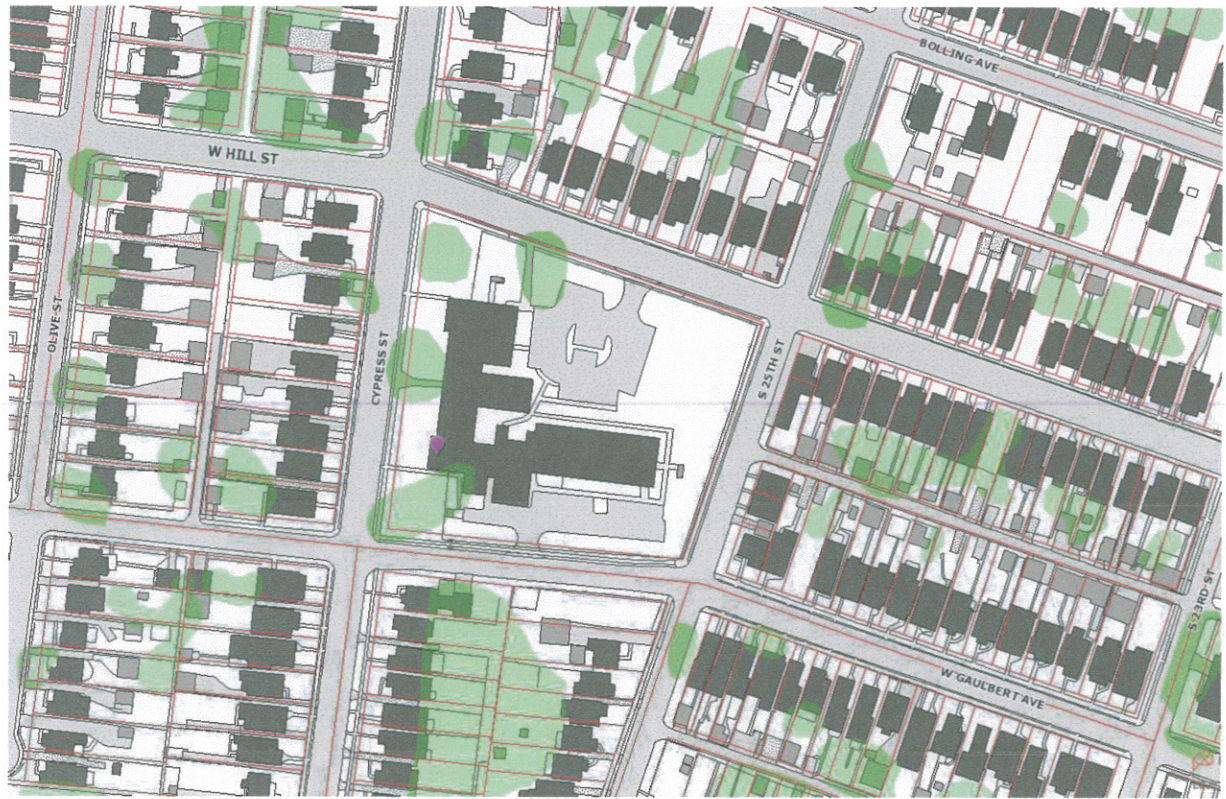 BOLLING AVE
W HILL ST
OLIVE ST
CYPRESS ST
S 25TH ST
S 23RD ST
W GAULBERT AVE